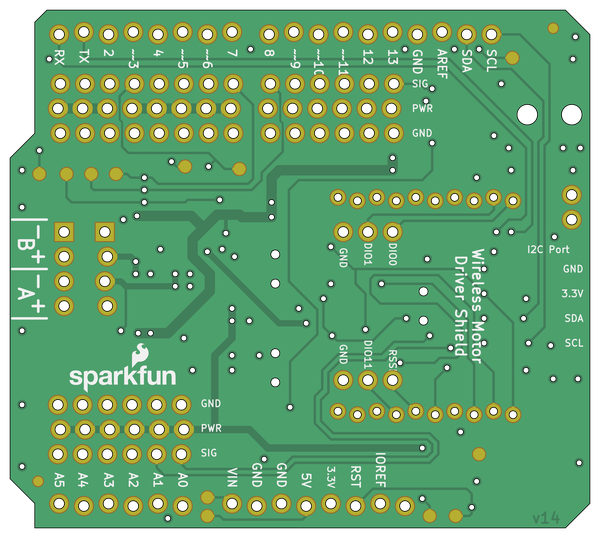 RX TX 2 ~3 4 ~5 ~6 7 8 ~9 ~10 ~11 12 13 GND AREF SDA SCL
SIG
PWR
GND
B - +
A - +
GND DIO1 DIO0
Wireless Motor
Driver Shield
I2C Port
GND
3.3V
SDA
SCL
GND DIO11 RSS
sparkfun
GND
PWR
SIG
A5 A4 A3 A2 A1 A0 VIN GND GND 5V 3.3V RST IOREF
v14